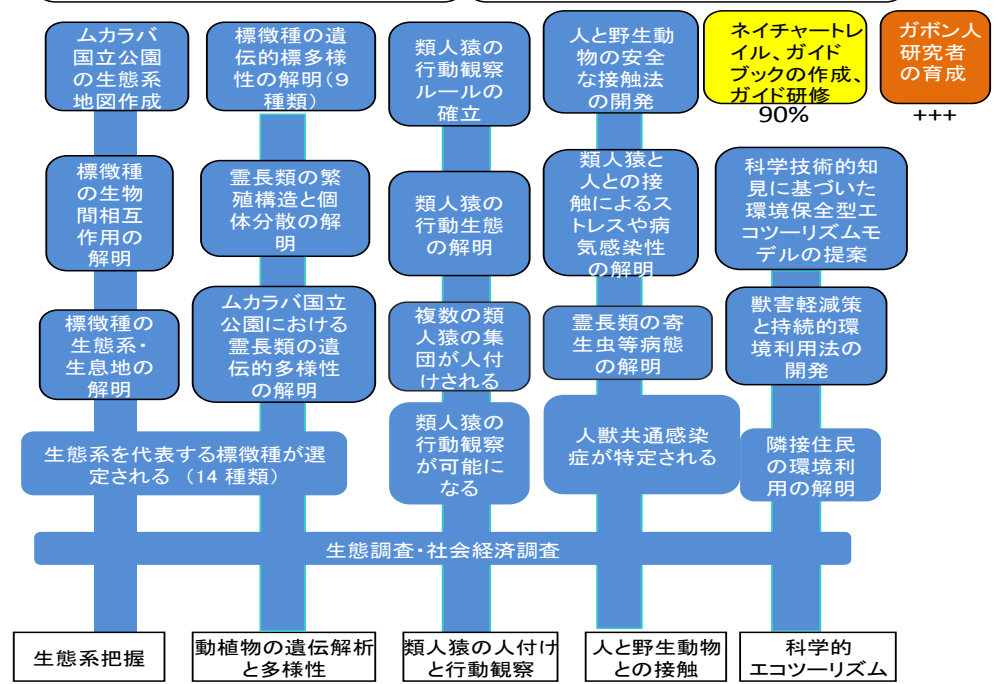 ムカラバ
国立公園
の生態系
地図作成
標徴種の遺
伝的標多様
性の解明(9
種類)
類人猿の
行動観察
ルールの
確立
人と野生動
物の安全
な接触法
の開発
ネイチャートレ
イル、ガイド
ブックの作成、
ガイド研修
90%
ガボン人
研究者
の育成
+++
標徴種
の生物
間相互
作用の
解明
霊長類の繁
殖構造と個
体分散の解
明
類人猿の
行動生態
の解明
類人猿と
人との接
触によるス
トレスや病
気感染性
の解明
科学技術的知
見に基づいた
環境保全型エ
コツーリズムモ
デルの提案
標徴種の
生態系・
生息地の
解明
ムカラバ国立
公園における
霊長類の遺
伝的多様性
の解明
複数の類
人猿の集
団が人付
けされる
霊長類の寄
生虫等病態
の解明
獣害軽減策
と持続的環
境利用法の
開発
生態系を代表する標徴種が選
定される (14 種類)
類人猿の
行動観察
が可能に
なる
人獣共通感染
症が特定される
隣接住民
の環境利
用の解明
生態調査・社会経済調査
生態系把握
動植物の遺伝解析
と多様性
類人猿の人付け
と行動観察
人と野生動物
との接触
科学的
エコツーリズム